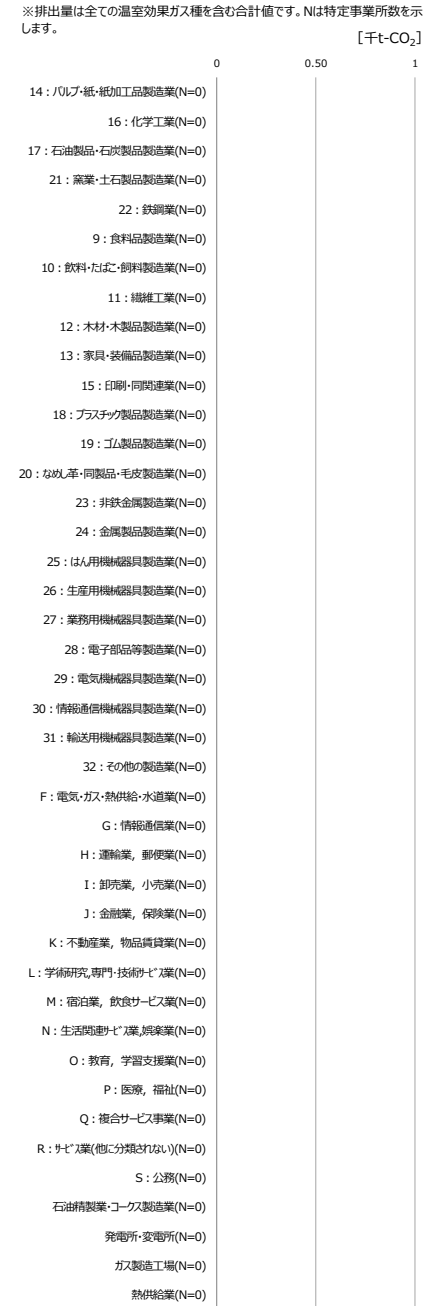 ※排出量は全ての温室効果ガス種を含む合計値です。Nは特定事業所数を示
します。
[千t-CO₂]
0 0.50 1
14：パルプ・紙・紙加工品製造業(N=0)
16：化学工業(N=0)
17：石油製品・石炭製品製造業(N=0)
21：窯業・土石製品製造業(N=0)
22：鉄鋼業(N=0)
9：食料品製造業(N=0)
10：飲料・たばこ・飼料製造業(N=0)
11：繊維工業(N=0)
12：木材・木製品製造業(N=0)
13：家具・装備品製造業(N=0)
15：印刷・同関連業(N=0)
18：プラスチック製品製造業(N=0)
19：ゴム製品製造業(N=0)
20：なめし革・同製品・毛皮製造業(N=0)
23：非鉄金属製造業(N=0)
24：金属製品製造業(N=0)
25：はん用機械器具製造業(N=0)
26：生産用機械器具製造業(N=0)
27：業務用機械器具製造業(N=0)
28：電子部品等製造業(N=0)
29：電気機械器具製造業(N=0)
30：情報通信機械器具製造業(N=0)
31：輸送用機械器具製造業(N=0)
32：その他の製造業(N=0)
F：電気・ガス・熱供給・水道業(N=0)
G：情報通信業(N=0)
H：運輸業，郵便業(N=0)
I：卸売業，小売業(N=0)
J：金融業，保険業(N=0)
K：不動産業，物品賃貸業(N=0)
L：学術研究,専門・技術ｻｰﾋﾞｽ業(N=0)
M：宿泊業，飲食サービス業(N=0)
N：生活関連ｻｰﾋﾞｽ業,娯楽業(N=0)
O：教育，学習支援業(N=0)
P：医療，福祉(N=0)
Q：複合サービス事業(N=0)
R：ｻｰﾋﾞｽ業(他に分類されない)(N=0)
S：公務(N=0)
石油精製業・コークス製造業(N=0)
発電所・変電所(N=0)
ガス製造工場(N=0)
熱供給業(N=0)